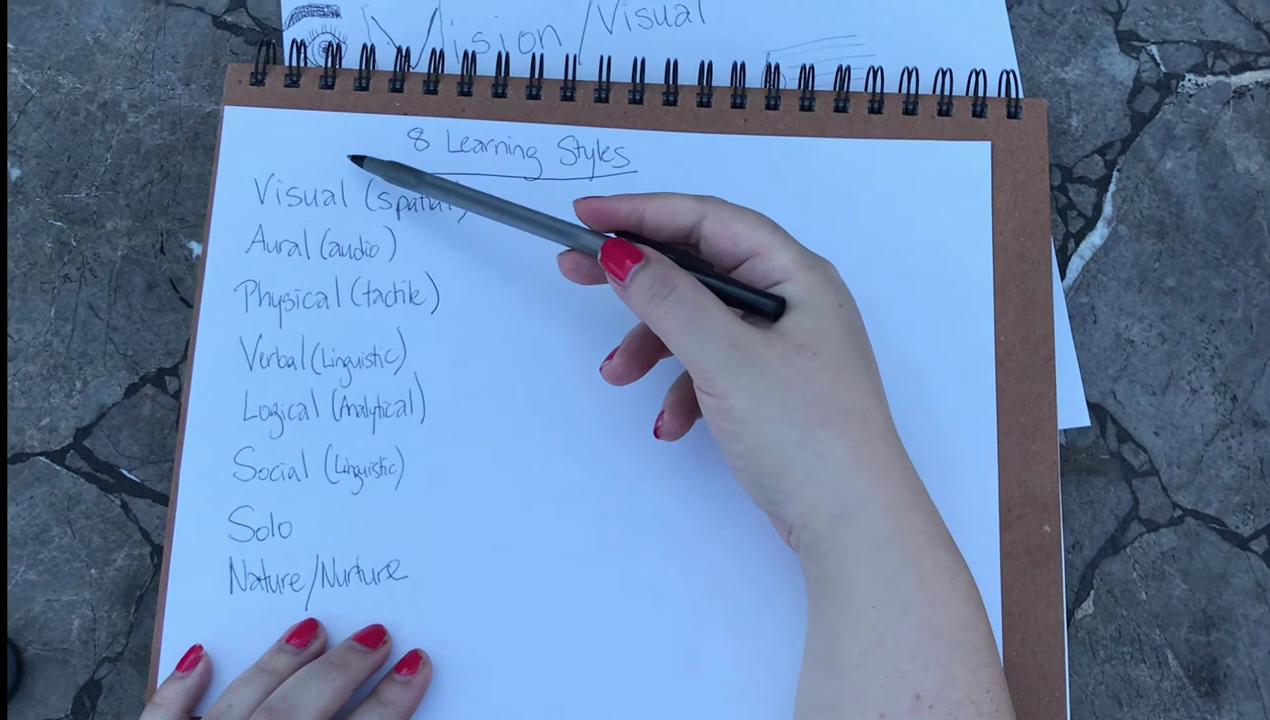 Vision/Visual
8 Learning Styles
Visual (spatial)
Aural (audio)
Physical (tactile)
Verbal (Linguistic)
Logical (Analytical)
Social (Linguistic)
Solo
Nature/Nurture